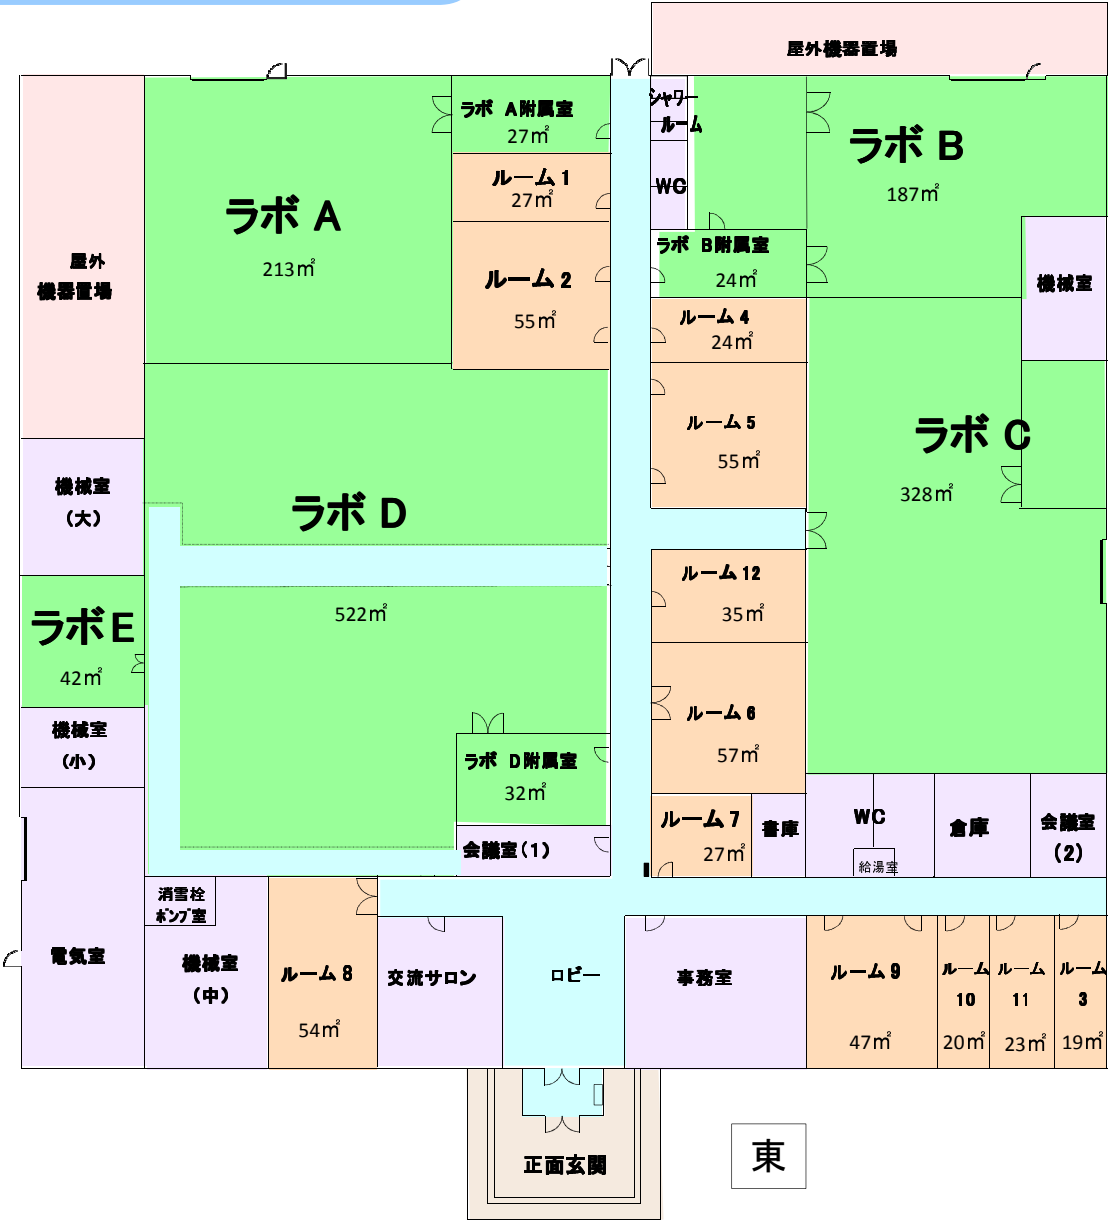 屋外機器置場
シャワー
ルーム
ラボ A附属室
27㎡
ラボ B
187㎡
ルーム 1
27㎡
WC
ラボ A
213㎡
屋外
機器置場
ルーム 2
55㎡
ラボ B附属室
24㎡
機械室
ルーム 4
24㎡
ルーム 5
55㎡
ラボ C
328㎡
機械室
(大)
ラボ D
522㎡
ルーム 12
35㎡
ラボ E
42㎡
ルーム 6
57㎡
機械室
(小)
ラボ D附属室
32㎡
ルーム 7
27㎡
書庫
WC
給湯室
倉庫
会議室
(2)
会議室(1)
消雪栓
ポンプ室
電気室
機械室
(中)
ルーム 8
54㎡
交流サロン
ロビー
事務室
ルーム 9
47㎡
ルーム
10
20㎡
ルーム
11
23㎡
ルーム
3
19㎡
正面玄関
東